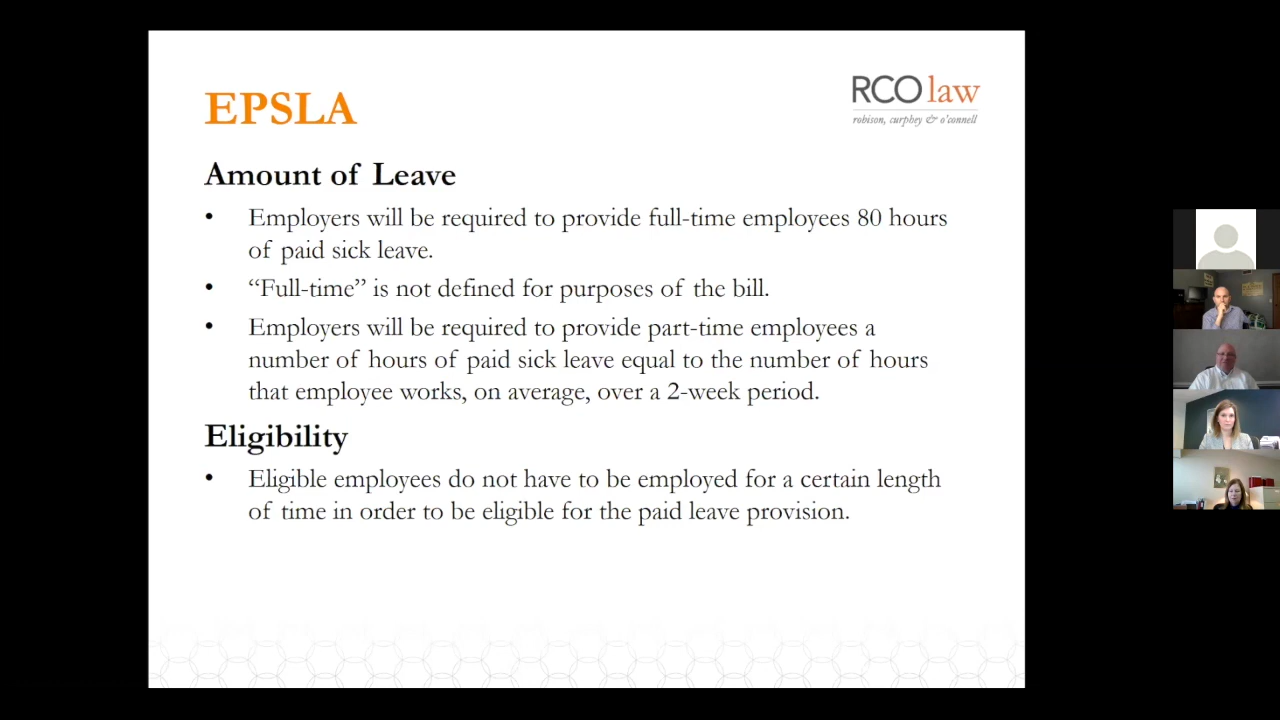 EPSLA
RCO law
robison, curphey & o'connell
Amount of Leave
• Employers will be required to provide full-time employees 80 hours
of paid sick leave.
• “Full-time” is not defined for purposes of the bill.
• Employers will be required to provide part-time employees a
number of hours of paid sick leave equal to the number of hours
that employee works, on average, over a 2-week period.
Eligibility
• Eligible employees do not have to be employed for a certain length
of time in order to be eligible for the paid leave provision.